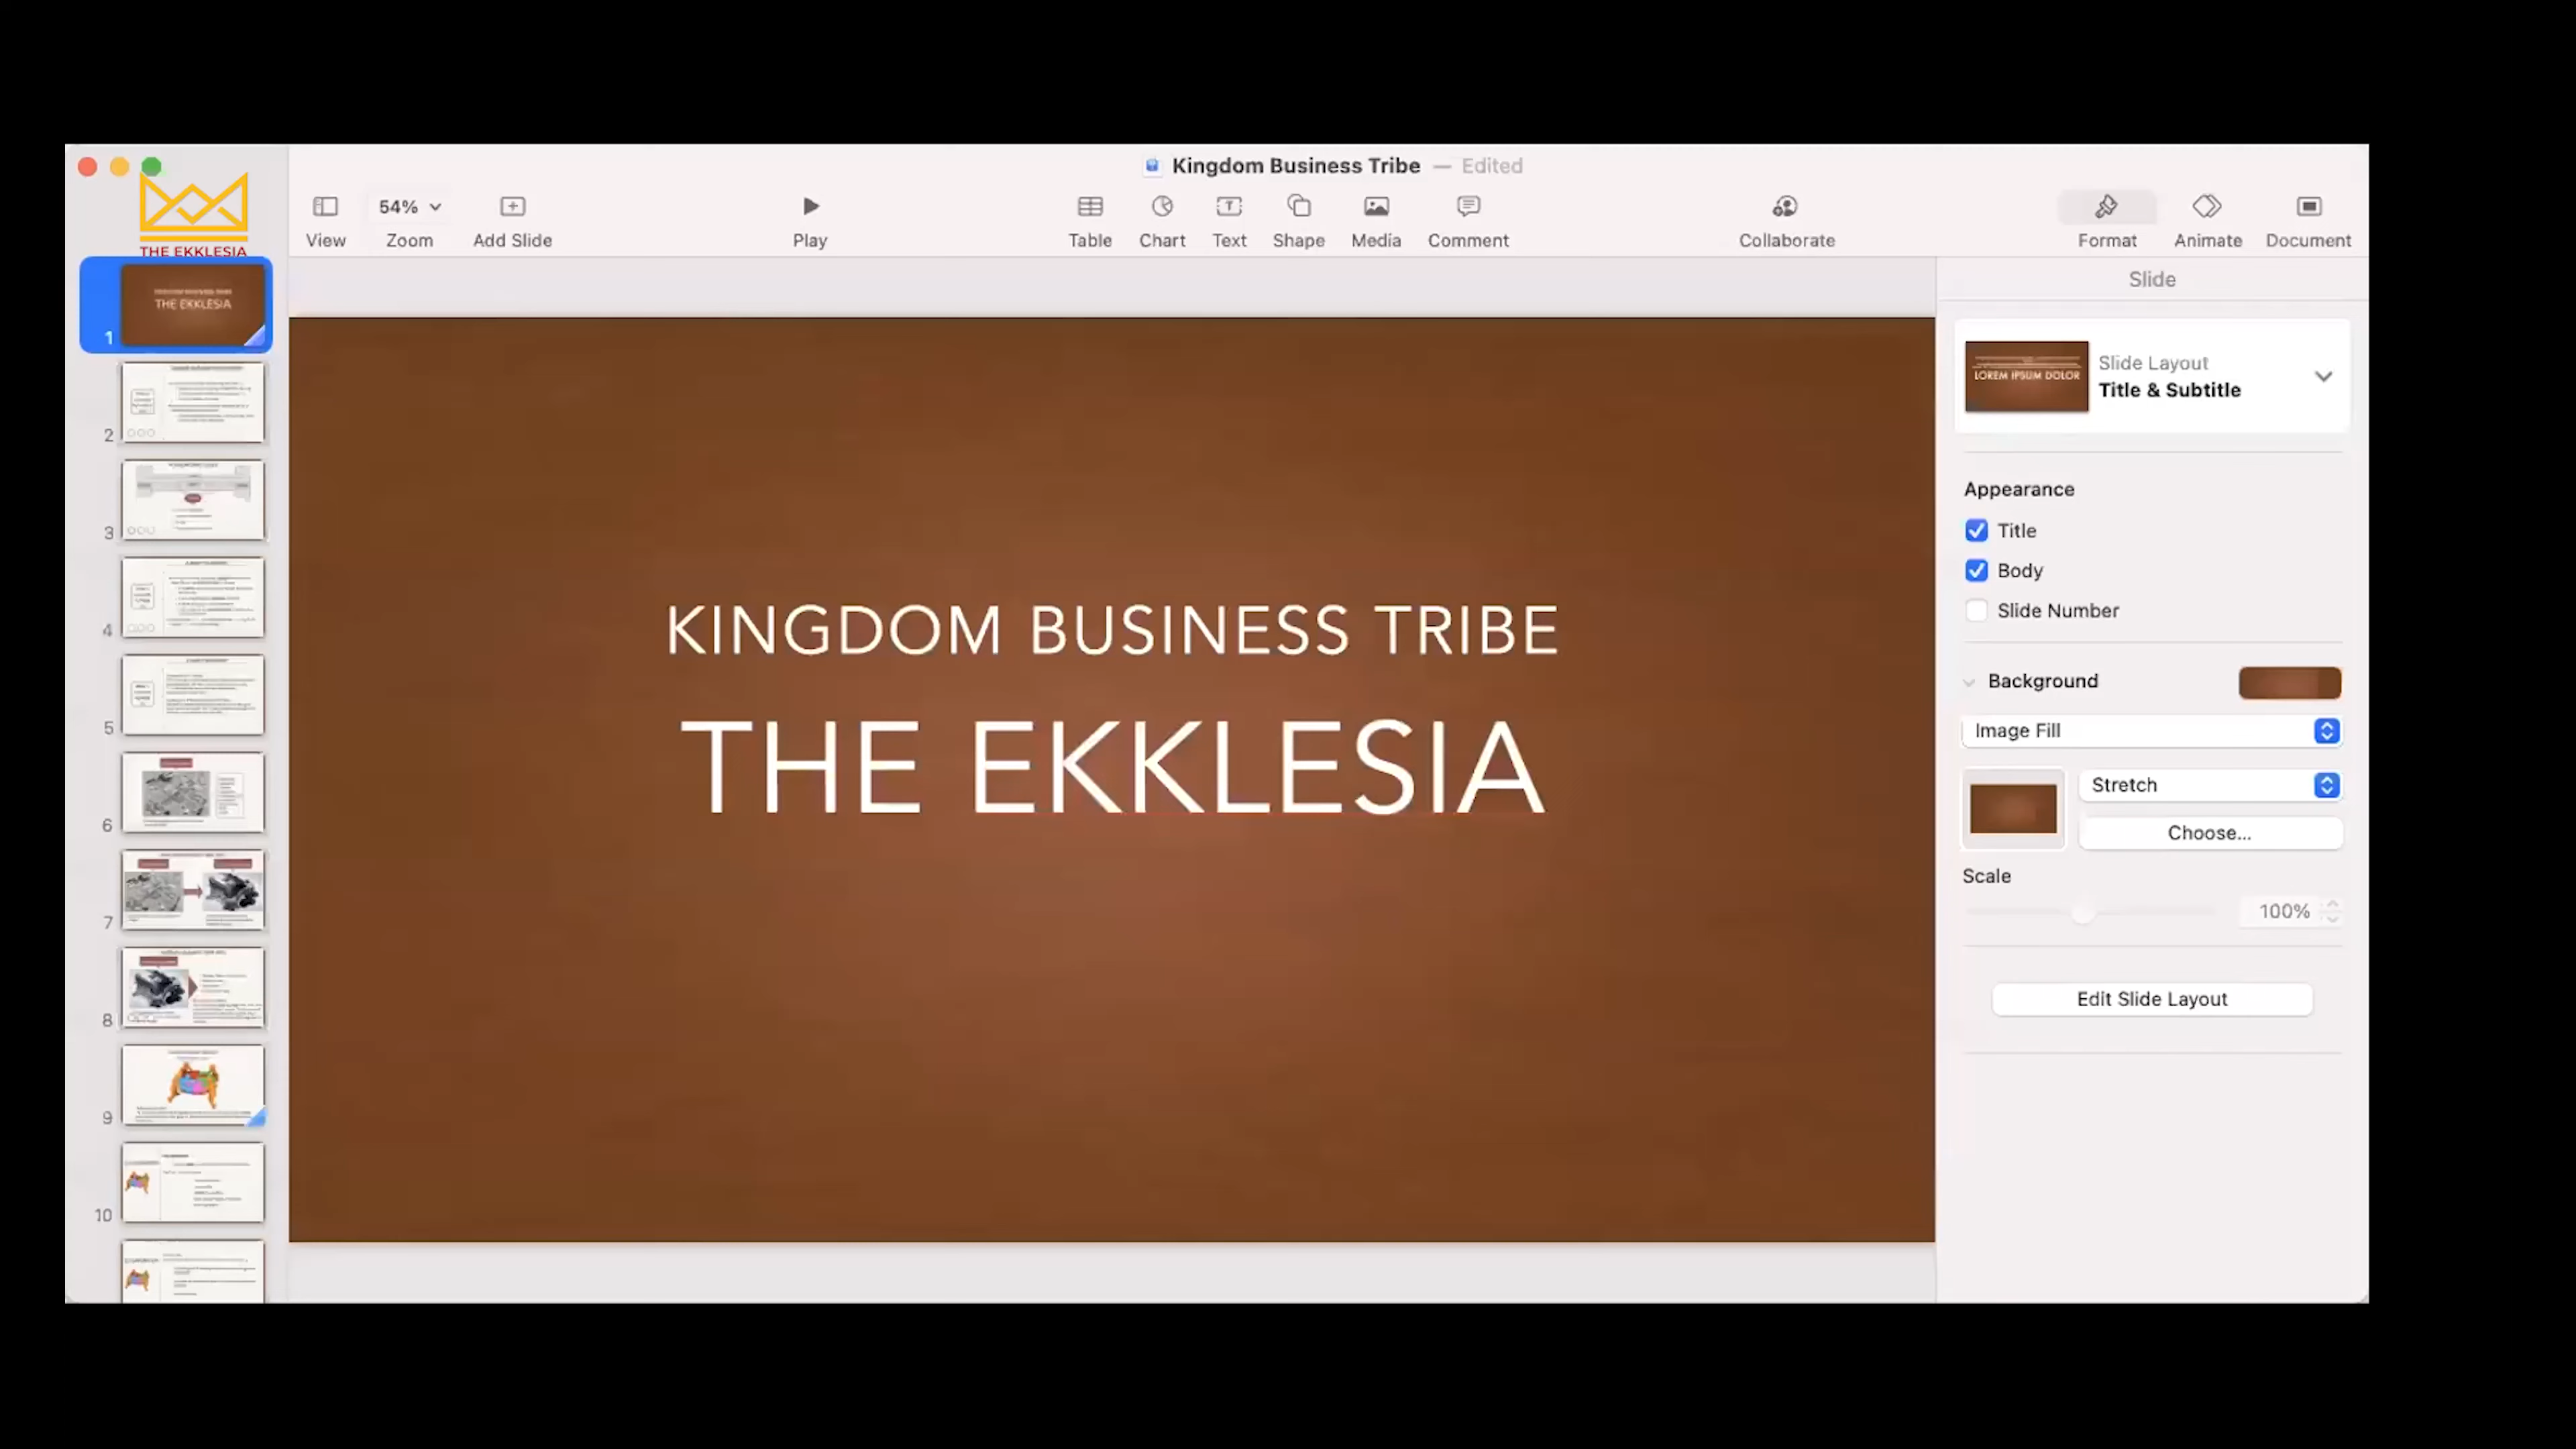 Kingdom Business Tribe — Edited
54%
View
Zoom
Add Slide
Play
Table
Chart
Text
Shape
Media
Comment
Collaborate
Format
Animate
Document
THE EKKLESIA
THE EKKLESIA
1
2
3
4
5
6
7
8
9
10
KINGDOM BUSINESS TRIBE
THE EKKLESIA
Slide
LOREM IPSUM DOLOR
Slide Layout
Title & Subtitle
Appearance
Title
Body
Slide Number
Background
Image Fill
Stretch
Choose...
Scale
100%
Edit Slide Layout